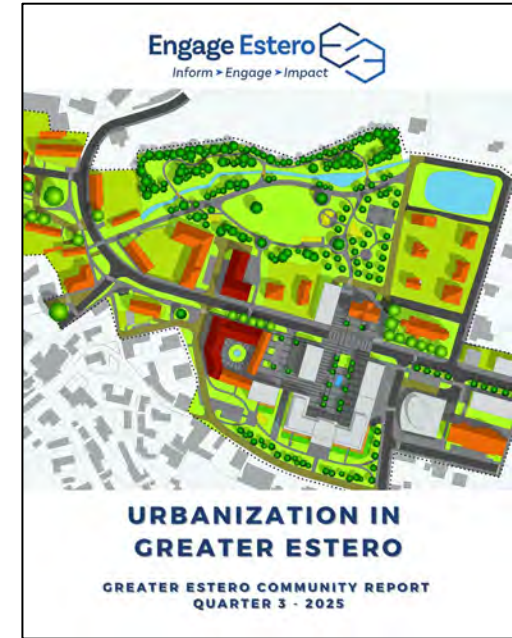 Engage Estero
Inform ➤ Engage ➤ Impact
URBANIZATION IN
GREATER ESTERO
GREATER ESTERO COMMUNITY REPORT
QUARTER 3 - 2025